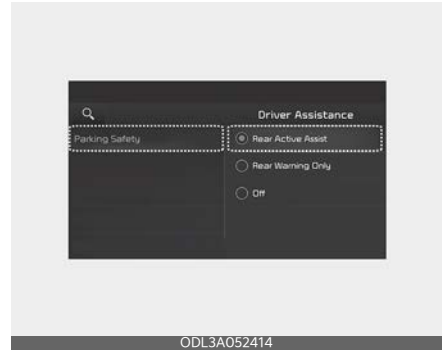 Driver Assistance
Parking Safety
Rear Active Assist
Rear Warning Only
Off
ODL3A052414